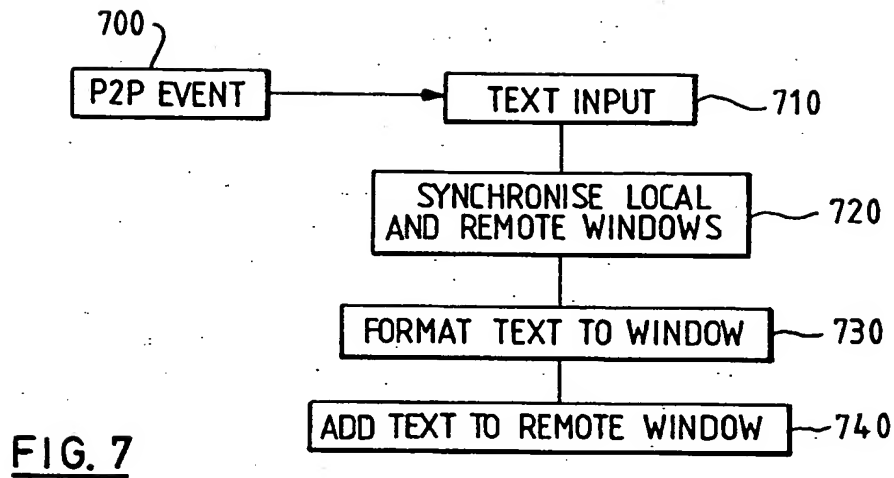 700
P2P EVENT
TEXT INPUT
710
SYNCHRONISE LOCAL
AND REMOTE WINDOWS
720
FORMAT TEXT TO WINDOW
730
ADD TEXT TO REMOTE WINDOW
740
FIG. 7